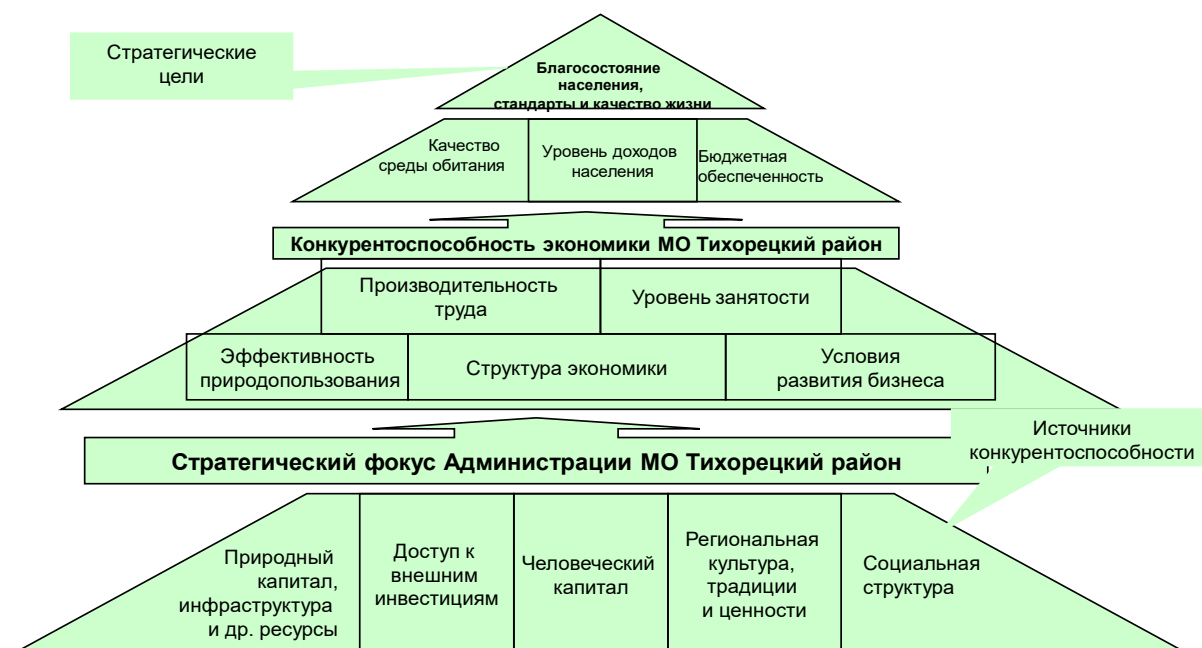 Стратегические
цели
Благосостояние
населения,
стандарты и качество жизни
Качество
среды обитания
Уровень доходов
населения
Бюджетная
обеспеченность
Конкурентоспособность экономики МО Тихорецкий район
Производительность
труда
Уровень занятости
Эффективность
природопользования
Структура экономики
Условия
развития бизнеса
Источники
конкурентоспособности
Стратегический фокус Администрации МО Тихорецкий район
Природный
капитал,
инфраструктура
и др. ресурсы
Доступ к
внешним
инвестициям
Человеческий
капитал
Региональная
культура,
традиции
и ценности
Социальная
структура